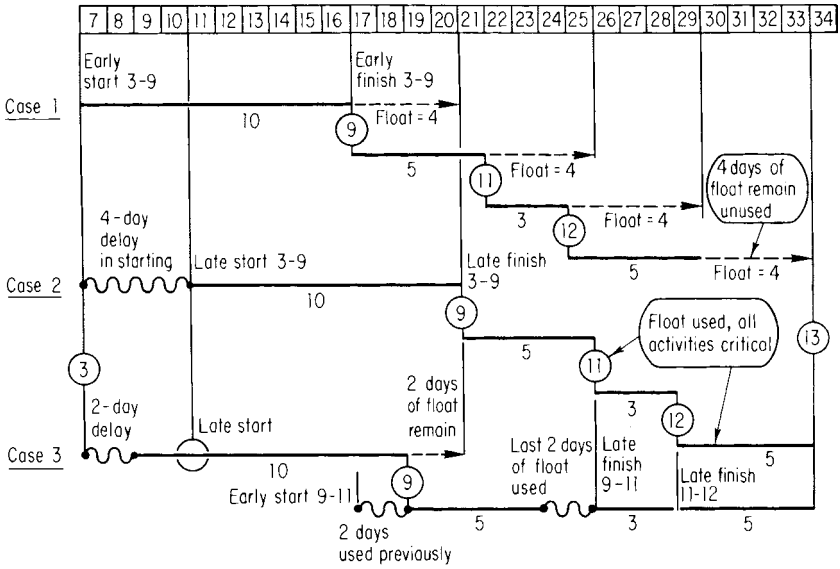 7 8 9 10 11 12 13 14 15 16 17 18 19 20 21 22 23 24 25 26 27 28 29 30 31 32 33 34
Early
start 3-9
Early
finish 3-9
Case 1
10
9
Float = 4
5
11
Float = 4
3
12
Float = 4
4 days of
float remain
unused
5
Float = 4
4-day
delay
in starting
Late start 3-9
Late finish
3-9
Case 2
10
9
5
11
Float used, all
activities critical
13
3
3
12
5
2-day
delay
Late start
2 days
of float
remain
Case 3
10
9
Early start 9-11
2 days
used previously
5
Last 2 days
of float
used
Late
finish
9-11
Late finish
11-12
3
5